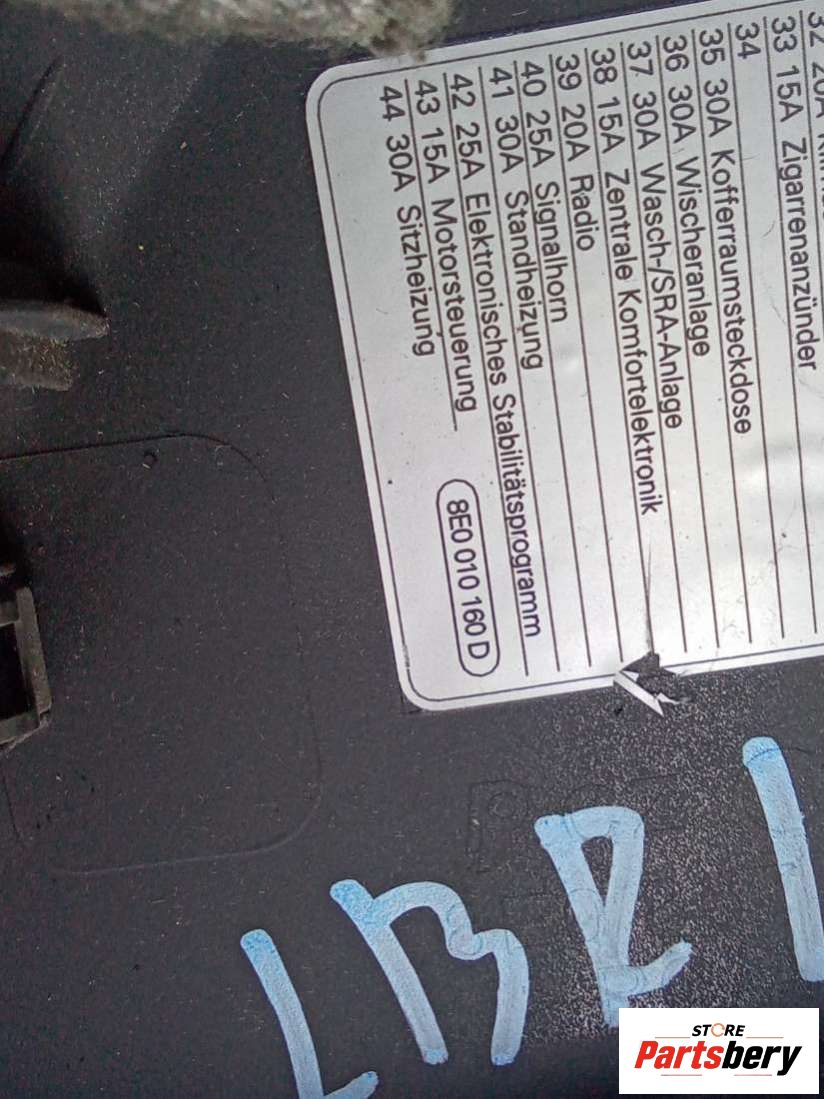 33 15A Zigarrenanzünder
34
35 30A Kofferraumsteckdose
36 30A Wischeranlage
37 30A Wasch-/SRA-Anlage
38 15A Zentrale Komfortelektronik
39 20A Radio
40 25A Signalhorn
41 30A Standheizung
42 25A Elektronisches Stabilitätsprogramm
43 15A Motorsteuerung
44 30A Sitzheizung
8E0 010 160 D
STORE
Partsbery